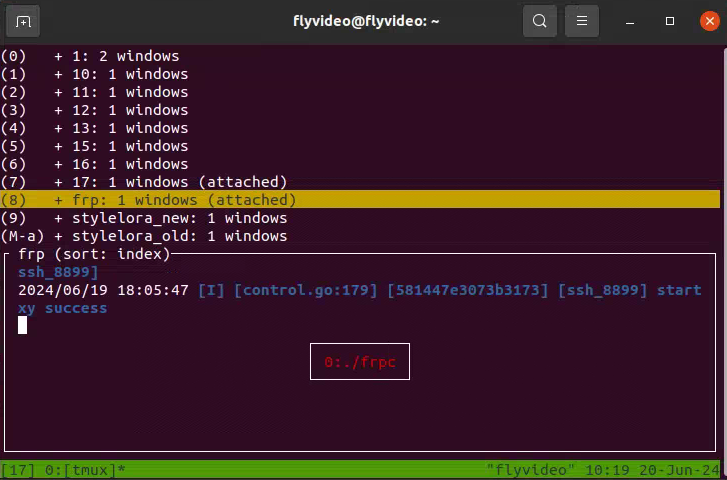 flyvideo@flyvideo: ~
(0) + 1: 2 windows
(1) + 10: 1 windows
(2) + 11: 1 windows
(3) + 12: 1 windows
(4) + 13: 1 windows
(5) + 15: 1 windows
(6) + 16: 1 windows
(7) + 17: 1 windows (attached)
(8) + frp: 1 windows (attached)
(9) + stylelora_new: 1 windows
(M-a) + stylelora_old: 1 windows
frp (sort: index)
ssh_8899]
2024/06/19 18:05:47 [I] [control.go:179] [581447e3073b3173] [ssh_8899] start
xy success
0:./frpc
[17] 0:[tmux]* "flyvideo" 10:19 20-Jun-24